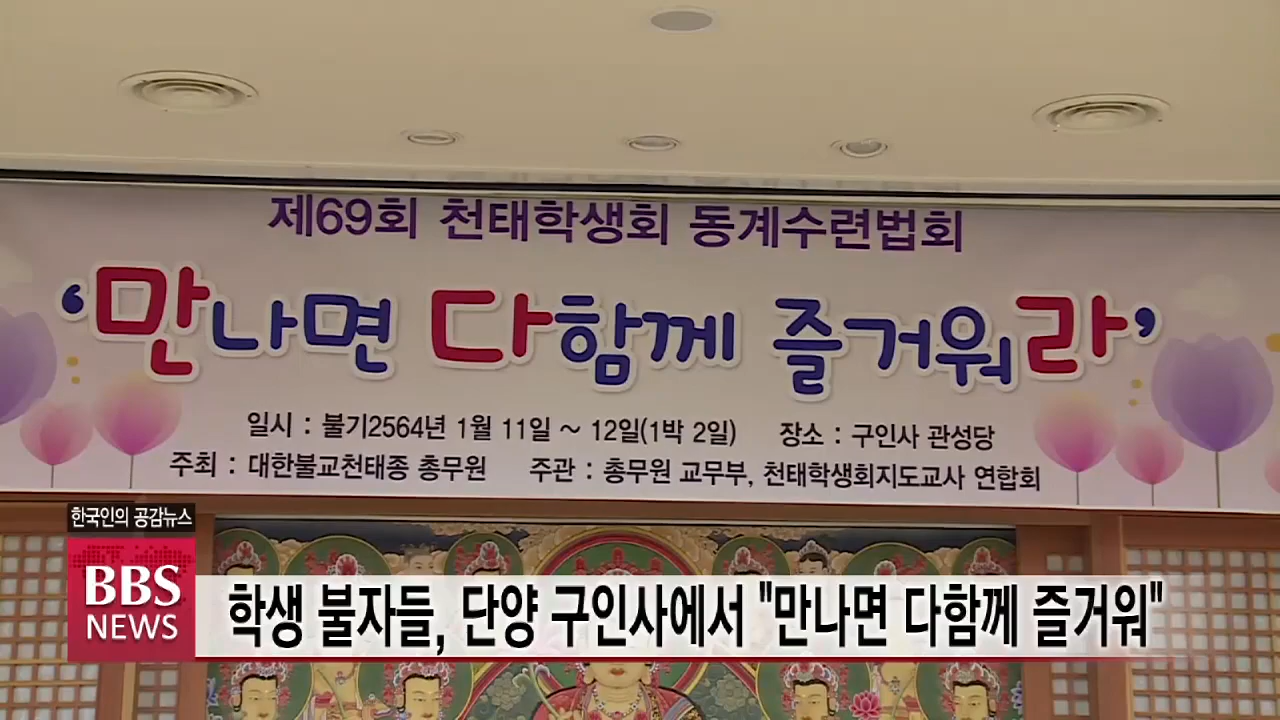 제69회 천태학생회 동계수련법회
‘만나면 다함께 즐거워라’
일시 : 불기2564년 1월 11일 ~ 12일(1박 2일) 장소 : 구인사 관성당
주최 : 대한불교천태종 총무원 주관 : 총무원 교무부, 천태학생회지도교사 연합회
한국인의 공감뉴스
BBS
NEWS
학생 불자들, 단양 구인사에서 "만나면 다함께 즐거워"